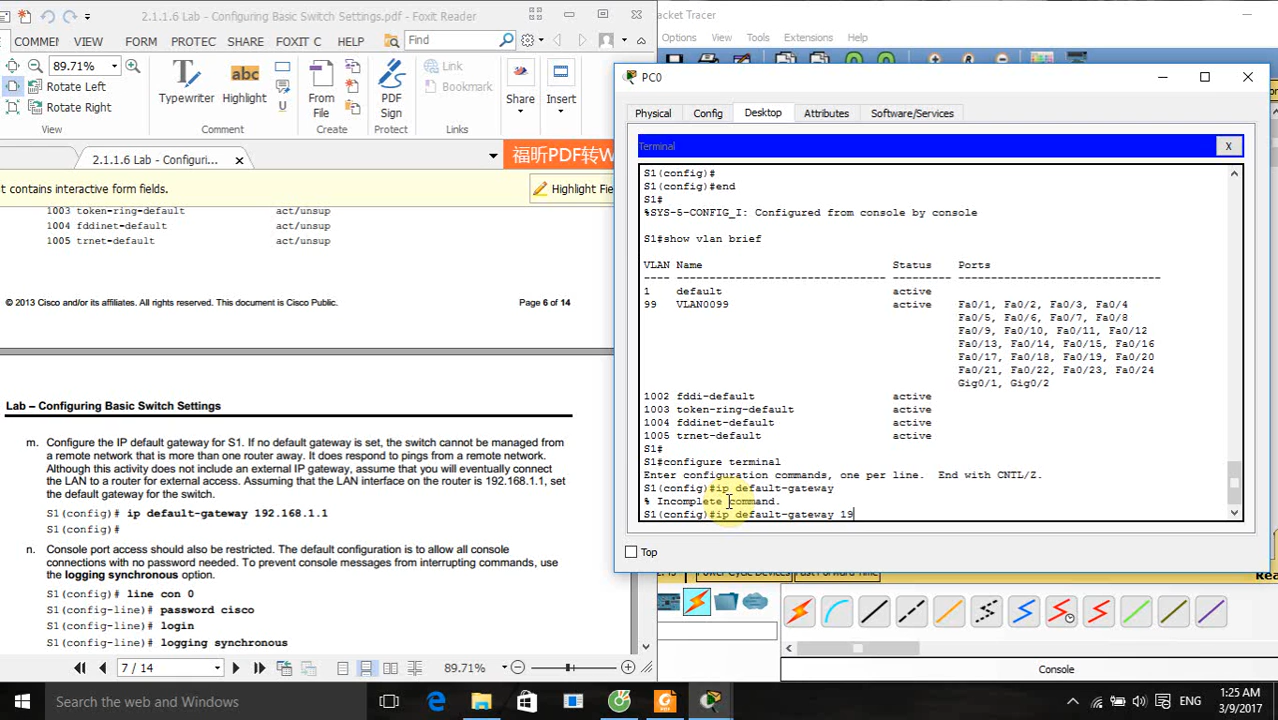 2.1.1.6 Lab - Configuring Basic Switch Settings.pdf - Foxit Reader
COMMEN VIEW FORM PROTEC SHARE FOXIT C HELP Find
89.71%
Rotate Left
Rotate Right
View
Typewriter
Highlight
Comment
From
File
Create
PDF
Sign
Protect
Link
Bookmark
Links
Share
Insert
2.1.1.6 Lab - Configuri...
福昕PDF转W
t contains interactive form fields.
Highlight Fie
1003 token-ring-default act/unsup
1004 fddinet-default act/unsup
1005 trnet-default act/unsup
© 2013 Cisco and/or its affiliates. All rights reserved. This document is Cisco Public.
Page 6 of 14
Lab – Configuring Basic Switch Settings
m. Configure the IP default gateway for S1. If no default gateway is set, the switch cannot be managed from
a remote network that is more than one router away. It does respond to pings from a remote network.
Although this activity does not include an external IP gateway, assume that you will eventually connect
the LAN to a router for external access. Assuming that the LAN interface on the router is 192.168.1.1, set
the default gateway for the switch.
S1(config)# ip default-gateway 192.168.1.1
S1(config)#
n. Console port access should also be restricted. The default configuration is to allow all console
connections with no password needed. To prevent console messages from interrupting commands, use
the logging synchronous option.
S1(config)# line con 0
S1(config-line)# password cisco
S1(config-line)# login
S1(config-line)# logging synchronous
7 / 14
89.71%
acket Tracer
Options View Tools Extensions Help
PC0
Physical Config Desktop Attributes Software/Services
Terminal
X
S1(config)#
S1(config)#end
S1#
%SYS-5-CONFIG_I: Configured from console by console
S1#show vlan brief
VLAN Name Status Ports
---- -------------------------------- --------- -------------------------------
1 default active
99 VLAN0099 active Fa0/1, Fa0/2, Fa0/3, Fa0/4
Fa0/5, Fa0/6, Fa0/7, Fa0/8
Fa0/9, Fa0/10, Fa0/11, Fa0/12
Fa0/13, Fa0/14, Fa0/15, Fa0/16
Fa0/17, Fa0/18, Fa0/19, Fa0/20
Fa0/21, Fa0/22, Fa0/23, Fa0/24
Gig0/1, Gig0/2
1002 fddi-default active
1003 token-ring-default active
1004 fddinet-default active
1005 trnet-default active
S1#
S1#configure terminal
Enter configuration commands, one per line. End with CNTL/Z.
S1(config)#ip default-gateway
% Incomplete command.
S1(config)#ip default-gateway 19
Top
Power Cycle Devices Fast Forward Time
Rea
Console
Search the web and Windows
ENG
1:25 AM
3/9/2017